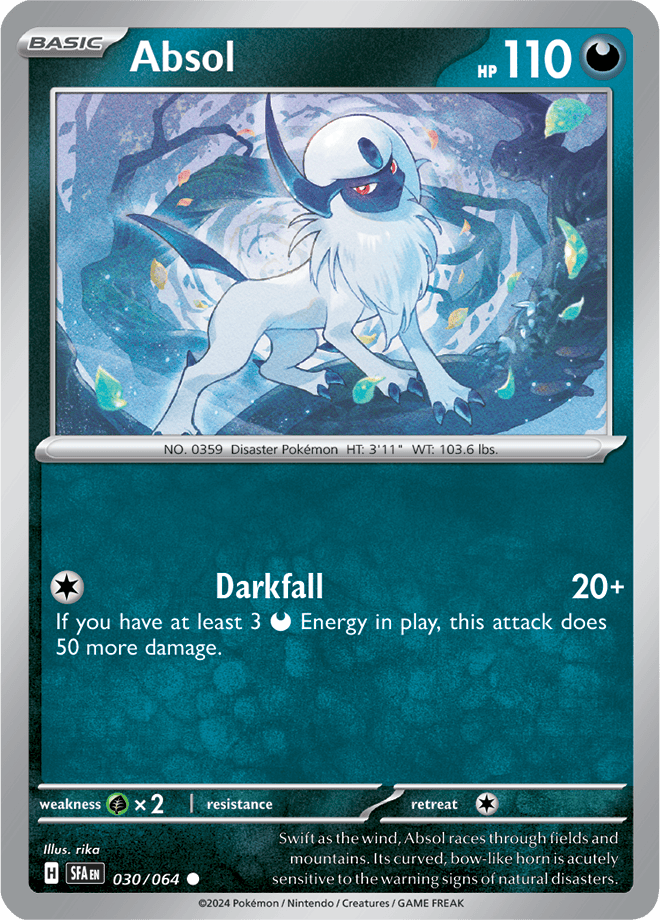 BASIC
Absol
HP 110
NO. 0359 Disaster Pokémon HT: 3'11" WT: 103.6 lbs.
Darkfall 20+
If you have at least 3 Energy in play, this attack does
50 more damage.
weakness ×2 resistance retreat
Illus. rika
Swift as the wind, Absol races through fields and
mountains. Its curved, bow-like horn is acutely
sensitive to the warning signs of natural disasters.
H SFA EN 030/064
©2024 Pokémon / Nintendo / Creatures / GAME FREAK